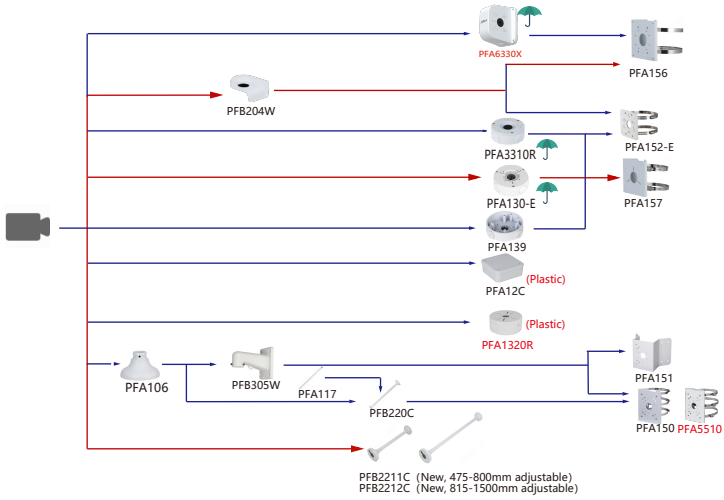 PFA6330X
PFA156
PFB204W
PFA152-E
PFA3310R
PFA130-E
PFA157
PFA139
(Plastic)
PFA12C
(Plastic)
PFA1320R
PFA106
PFB305W
PFA117
PFB220C
PFA151
PFA150 PFA5510
PFB2211C (New, 475-800mm adjustable)
PFB2212C (New, 815-1500mm adjustable)